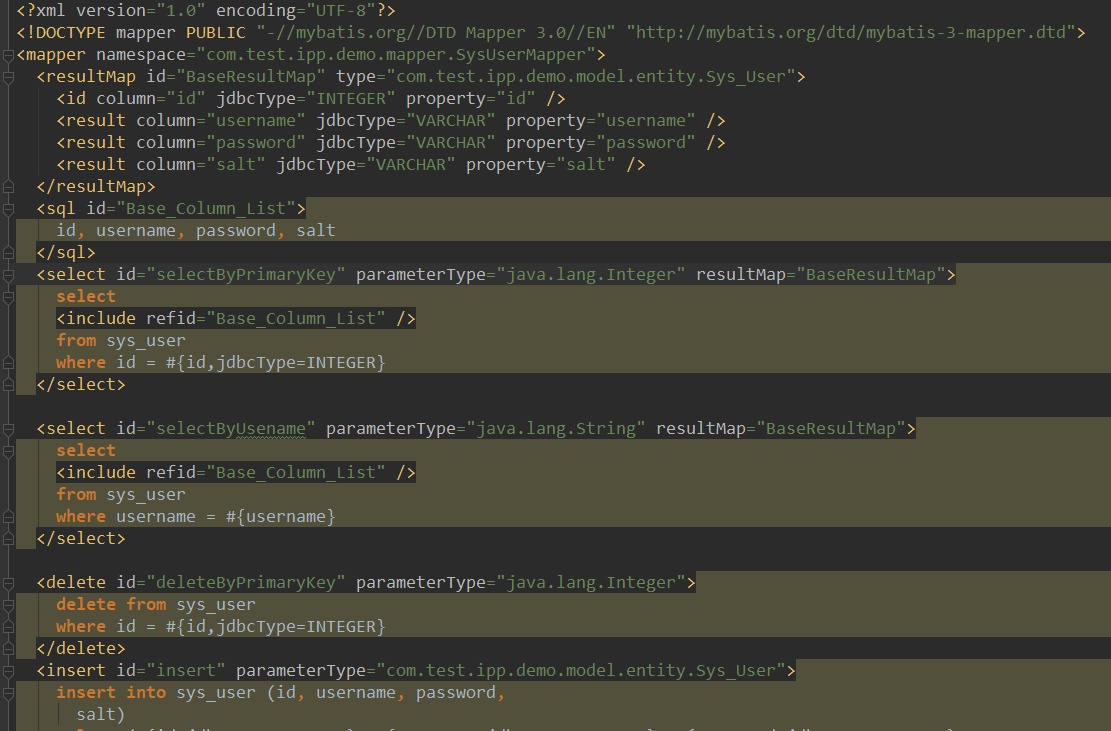 <?xml version="1.0" encoding="UTF-8"?>
<!DOCTYPE mapper PUBLIC "-//mybatis.org//DTD Mapper 3.0//EN" "http://mybatis.org/dtd/mybatis-3-mapper.dtd">
<mapper namespace="com.test.ipp.demo.mapper.SysUserMapper">
  <resultMap id="BaseResultMap" type="com.test.ipp.demo.model.entity.Sys_User">
    <id column="id" jdbcType="INTEGER" property="id" />
    <result column="username" jdbcType="VARCHAR" property="username" />
    <result column="password" jdbcType="VARCHAR" property="password" />
    <result column="salt" jdbcType="VARCHAR" property="salt" />
  </resultMap>
  <sql id="Base_Column_List">
    id, username, password, salt
  </sql>
  <select id="selectByPrimaryKey" parameterType="java.lang.Integer" resultMap="BaseResultMap">
    select
    <include refid="Base_Column_List" />
    from sys_user
    where id = #{id,jdbcType=INTEGER}
  </select>

  <select id="selectByUsename" parameterType="java.lang.String" resultMap="BaseResultMap">
    select
    <include refid="Base_Column_List" />
    from sys_user
    where username = #{username}
  </select>

  <delete id="deleteByPrimaryKey" parameterType="java.lang.Integer">
    delete from sys_user
    where id = #{id,jdbcType=INTEGER}
  </delete>
  <insert id="insert" parameterType="com.test.ipp.demo.model.entity.Sys_User">
    insert into sys_user (id, username, password,
      salt)